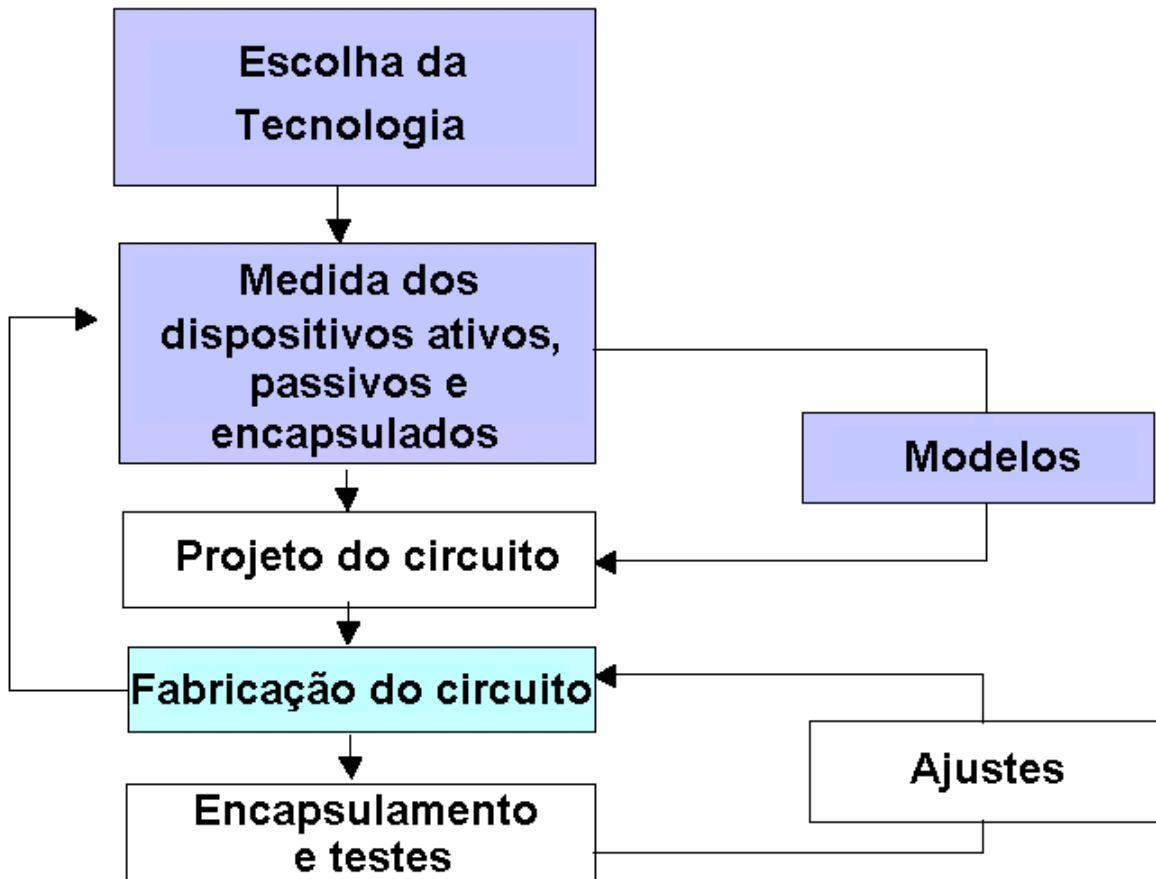 Escolha da
Tecnologia
Medida dos
dispositivos ativos,
passivos e
encapsulados
Modelos
Projeto do circuito
Fabricação do circuito
Ajustes
Encapsulamento
e testes